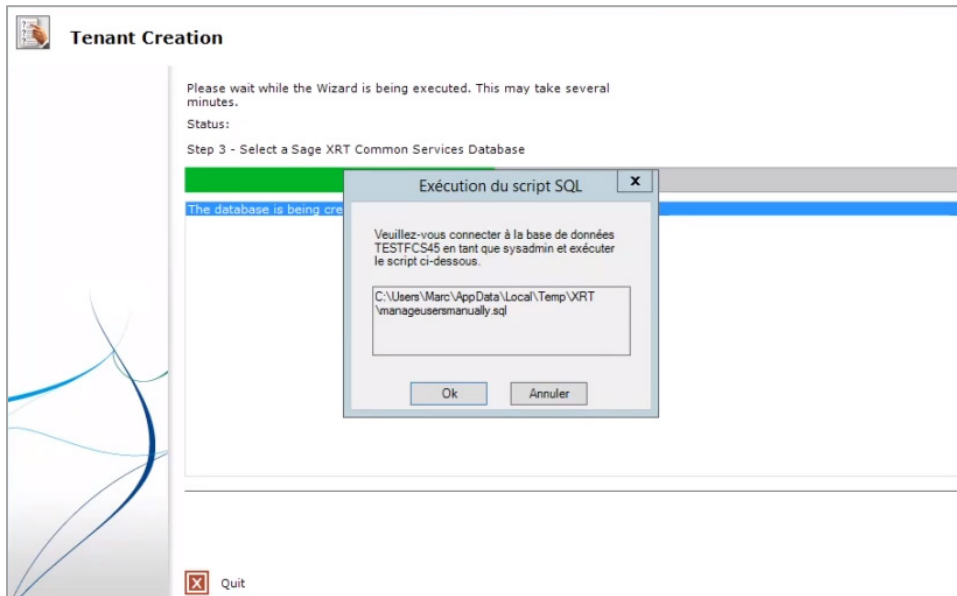 Tenant Creation
Please wait while the Wizard is being executed. This may take several
minutes.
Status:
Step 3 - Select a Sage XRT Common Services Database
The database is being cre
Exécution du script SQL
x
Veuillez-vous connecter à la base de données
TESTFCS45 en tant que sysadmin et exécuter
le script ci-dessous.
C:\Users\Marc\AppData\Local\Temp\XRT
\manageusersmanually.sql
Ok
Annuler
Quit